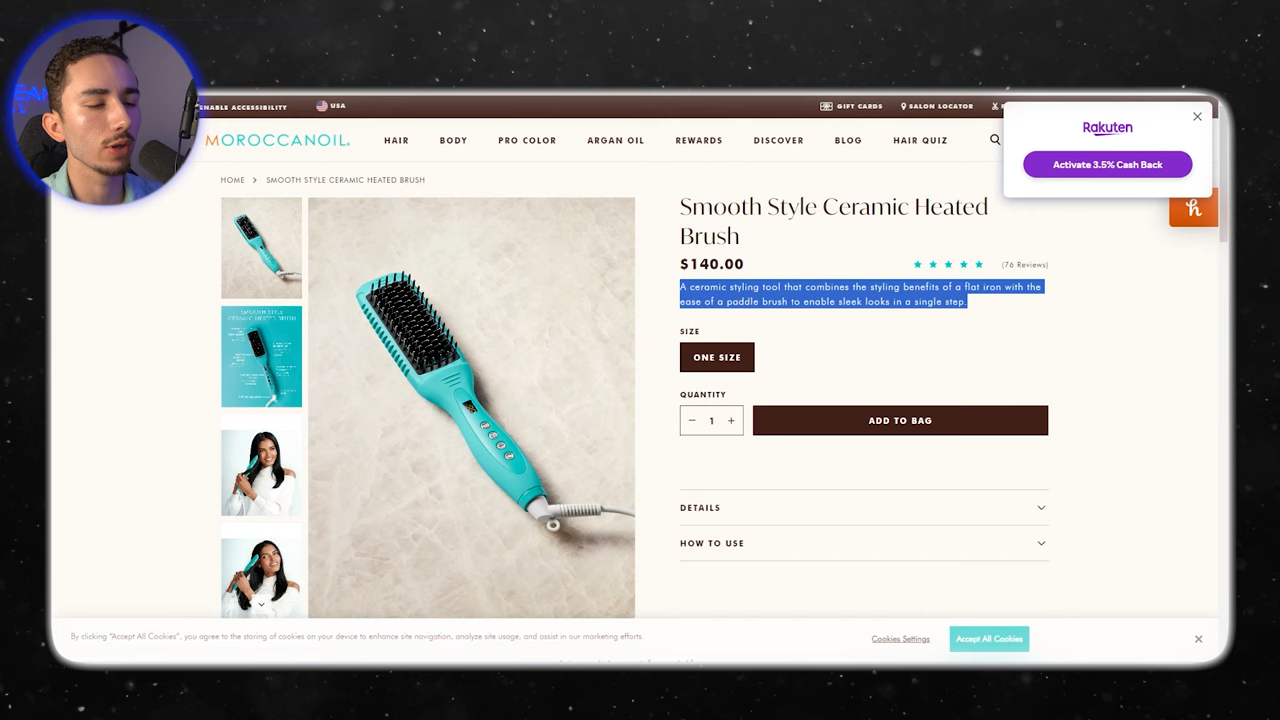 ENABLE ACCESSIBILITY
USA
GIFT CARDS
SALON LOCATOR
MOROCCANOIL®
HAIR
BODY
PRO COLOR
ARGAN OIL
REWARDS
DISCOVER
BLOG
HAIR QUIZ
Rakuten
Activate 3.5% Cash Back
h
HOME > SMOOTH STYLE CERAMIC HEATED BRUSH
SMOOTH STYLE
CERAMIC HEATED BRUSH
Smooth Style Ceramic Heated
Brush
$140.00
(76 Reviews)
A ceramic styling tool that combines the styling benefits of a flat iron with the
ease of a paddle brush to enable sleek looks in a single step.
SIZE
ONE SIZE
QUANTITY
− 1 +
ADD TO BAG
DETAILS
HOW TO USE
By clicking "Accept All Cookies", you agree to the storing of cookies on your device to enhance site navigation, analyze site usage, and assist in our marketing efforts.
Cookies Settings
Accept All Cookies